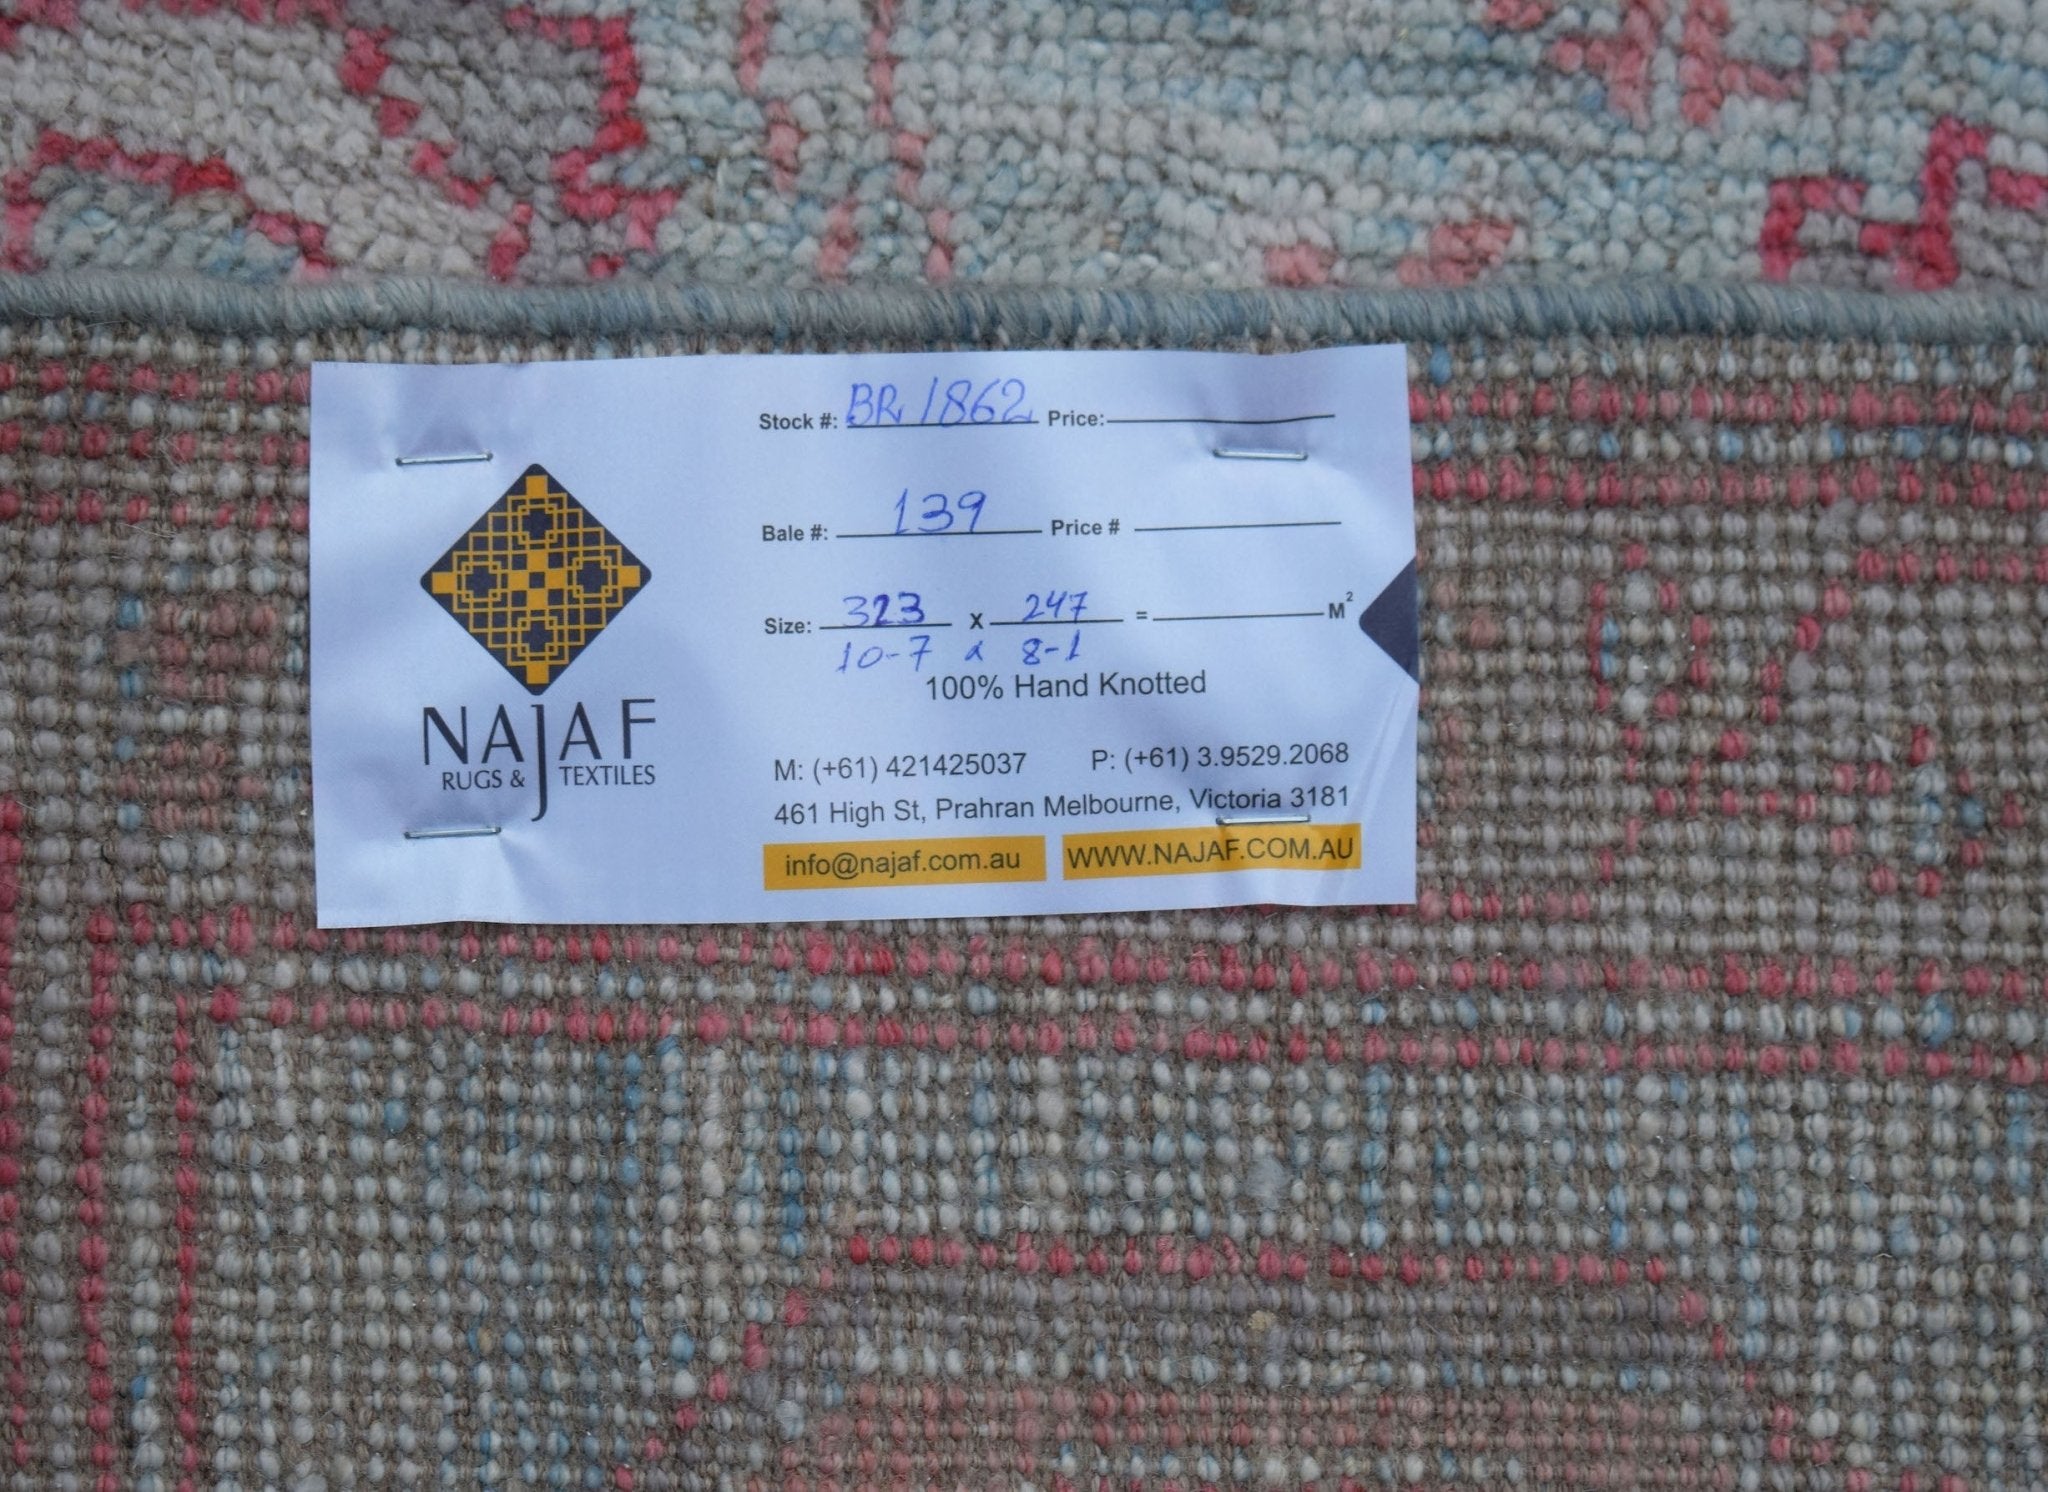 Stock #: BR 1862 Price:
Bale #: 139 Price #
Size: 323 x 247 = M²
10-7 x 8-1
100% Hand Knotted
NAJAF
RUGS & TEXTILES
M: (+61) 421425037 P: (+61) 3.9529.2068
461 High St, Prahran Melbourne, Victoria 3181
info@najaf.com.au WWW.NAJAF.COM.AU